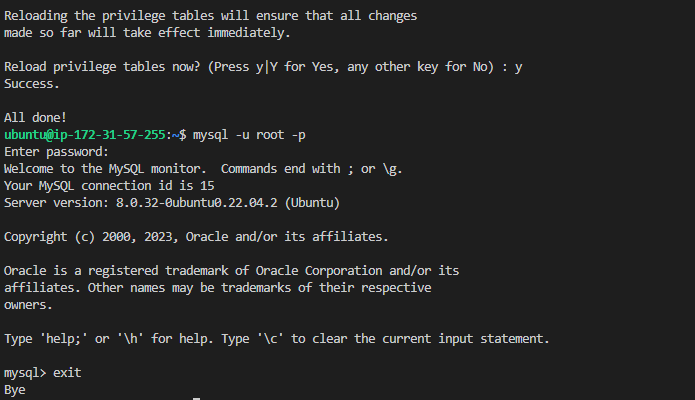 Reloading the privilege tables will ensure that all changes
made so far will take effect immediately.
Reload privilege tables now? (Press y|Y for Yes, any other key for No) : y
Success.
All done!
ubuntu@ip-172-31-57-255:~$ mysql -u root -p
Enter password:
Welcome to the MySQL monitor.  Commands end with ; or \g.
Your MySQL connection id is 15
Server version: 8.0.32-0ubuntu0.22.04.2 (Ubuntu)
Copyright (c) 2000, 2023, Oracle and/or its affiliates.
Oracle is a registered trademark of Oracle Corporation and/or its
affiliates. Other names may be trademarks of their respective
owners.
Type 'help;' or '\h' for help. Type '\c' to clear the current input statement.
mysql> exit
Bye